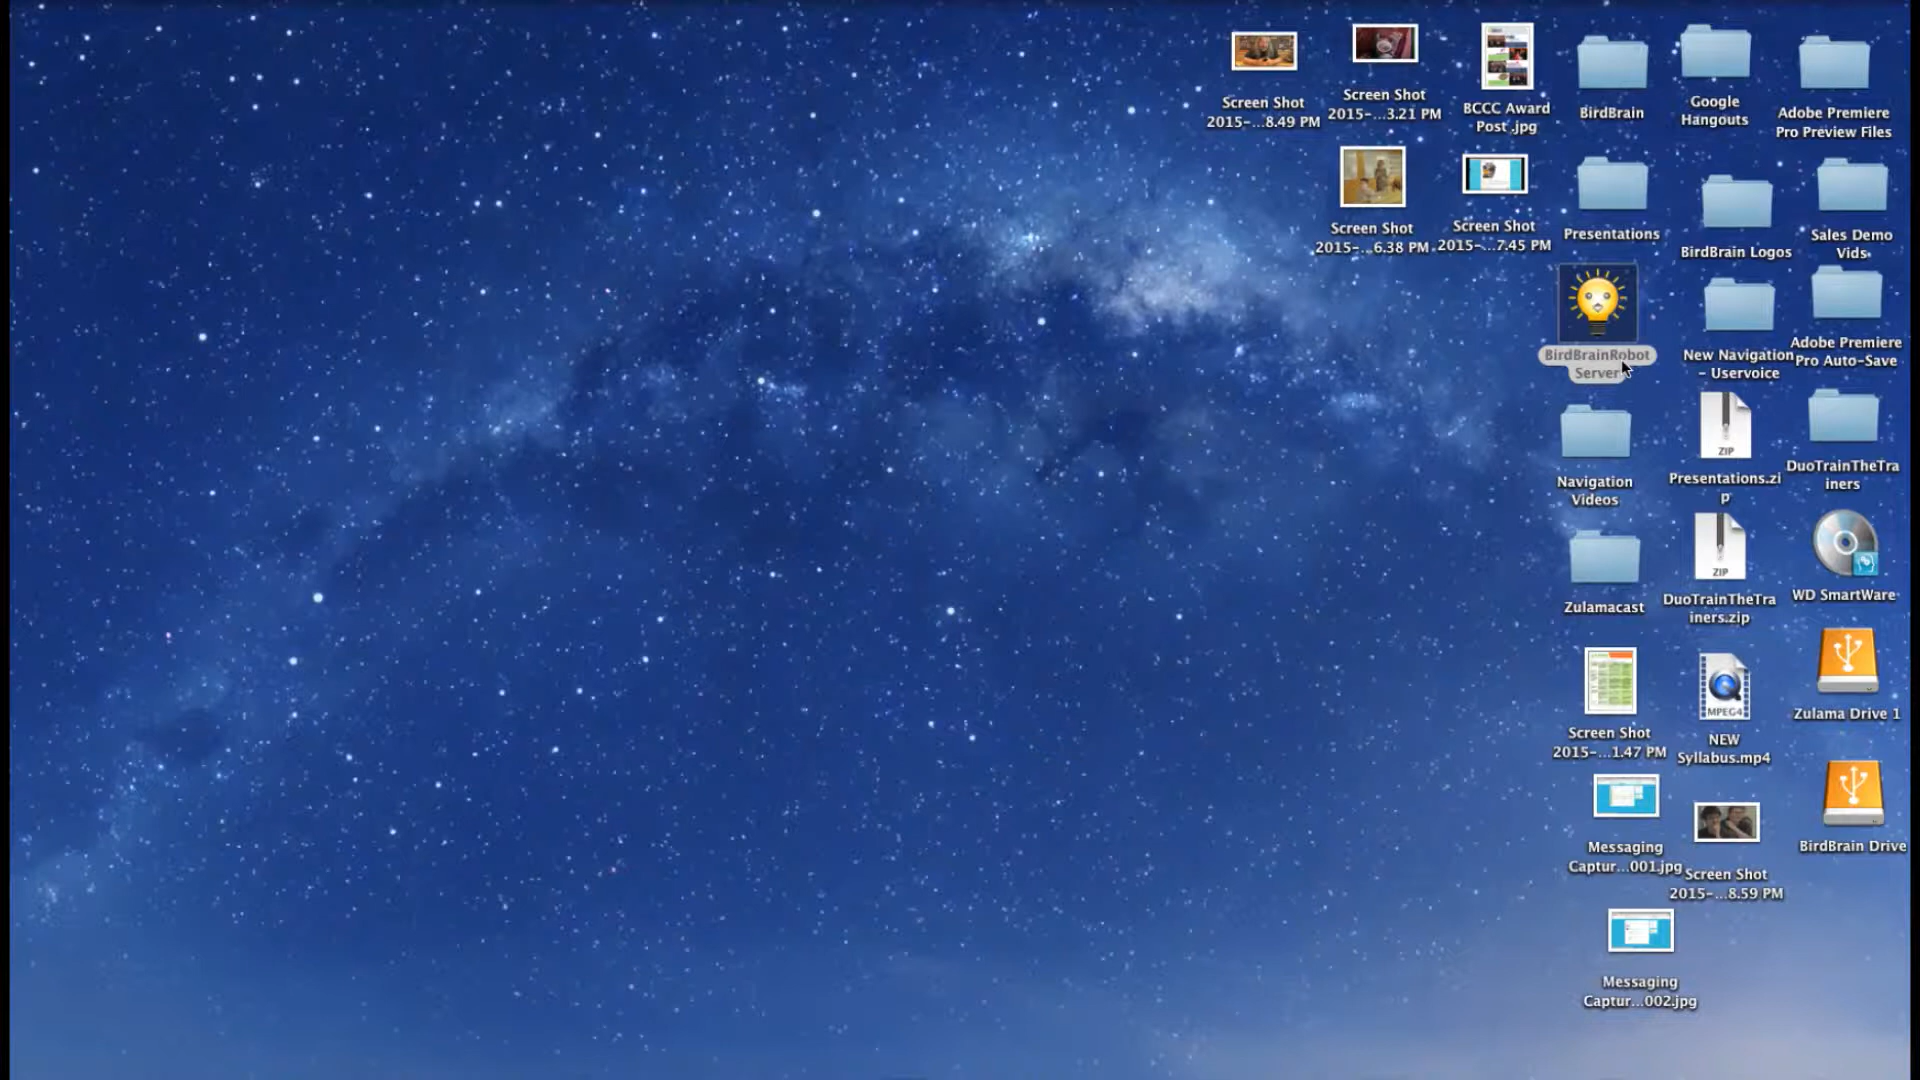 Screen Shot
2015-...8.49 PM
Screen Shot
2015-...3.21 PM
BCCC Award
Post .jpg
BirdBrain
Google
Hangouts
Adobe Premiere
Pro Preview Files
Screen Shot
2015-...6.38 PM
Screen Shot
2015-...7.45 PM
Presentations
BirdBrain Logos
Sales Demo
Vids
BirdBrainRobot
Server
New Navigation
- Uservoice
Adobe Premiere
Pro Auto-Save
Navigation
Videos
ZIP
Presentations.zi
p
DuoTrainTheTra
iners
Zulamacast
ZIP
DuoTrainTheTra
iners.zip
WD SmartWare
Screen Shot
2015-...1.47 PM
MPEG4
NEW
Syllabus.mp4
Zulama Drive 1
Messaging
Captur...001.jpg
Screen Shot
2015-...8.59 PM
BirdBrain Drive
Messaging
Captur...002.jpg